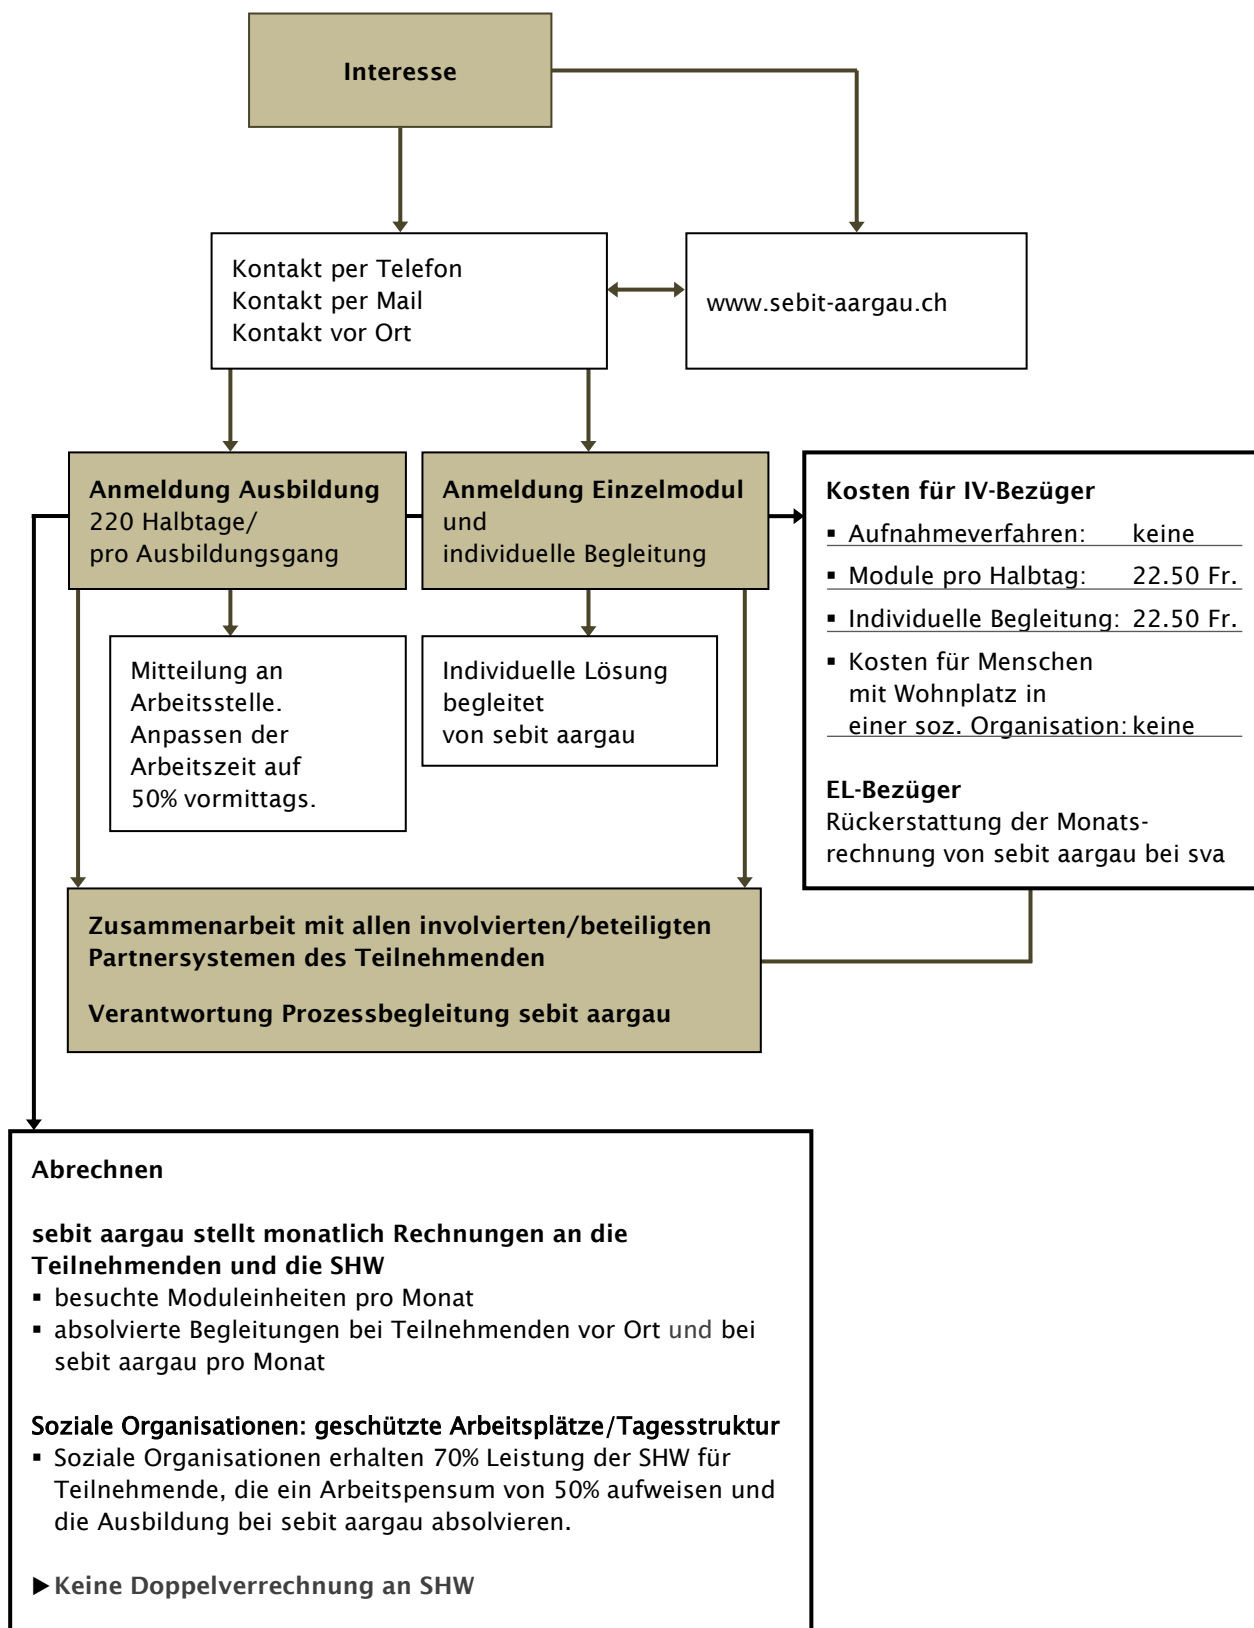 Interesse
Kontakt per Telefon
Kontakt per Mail
Kontakt vor Ort
www.sebit-aargau.ch
Anmeldung Ausbildung
220 Halbtage/
pro Ausbildungsgang
Anmeldung Einzelmodul
und
individuelle Begleitung
Kosten für IV-Bezüger
▪ Aufnahmeverfahren: keine
▪ Module pro Halbtag: 22.50 Fr.
▪ Individuelle Begleitung: 22.50 Fr.
▪ Kosten für Menschen
mit Wohnplatz in
einer soz. Organisation: keine
EL-Bezüger
Rückerstattung der Monats-
rechnung von sebit aargau bei sva
Mitteilung an
Arbeitsstelle.
Anpassen der
Arbeitszeit auf
50% vormittags.
Individuelle Lösung
begleitet
von sebit aargau
Zusammenarbeit mit allen involvierten/beteiligten
Partnersystemen des Teilnehmenden
Verantwortung Prozessbegleitung sebit aargau
Abrechnen
sebit aargau stellt monatlich Rechnungen an die
Teilnehmenden und die SHW
▪ besuchte Moduleinheiten pro Monat
▪ absolvierte Begleitungen bei Teilnehmenden vor Ort und bei
sebit aargau pro Monat
Soziale Organisationen: geschützte Arbeitsplätze/Tagesstruktur
▪ Soziale Organisationen erhalten 70% Leistung der SHW für
Teilnehmende, die ein Arbeitspensum von 50% aufweisen und
die Ausbildung bei sebit aargau absolvieren.
▶ Keine Doppelverrechnung an SHW